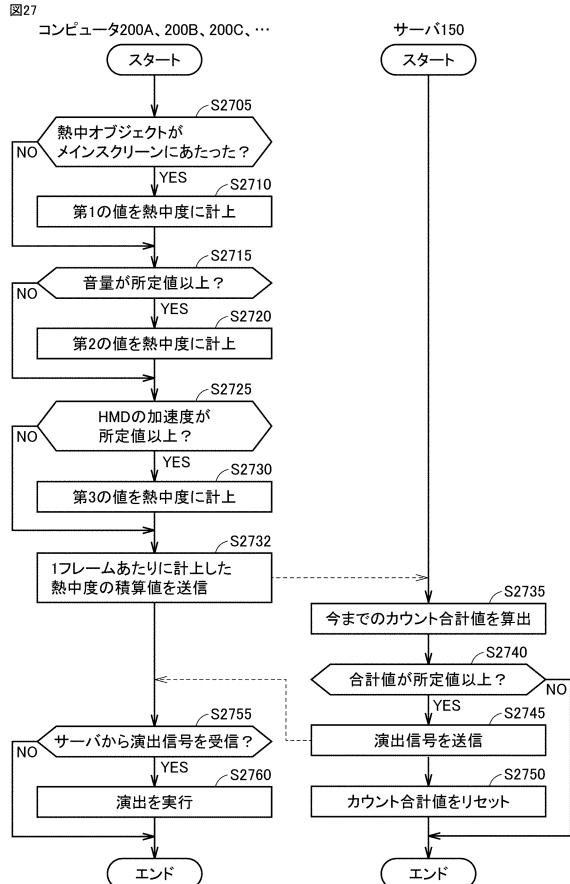 図27
コンピュータ200A、200B、200C、…
スタート
S2705
熱中オブジェクトが
メインスクリーンにあたった？
NO
YES
S2710
第1の値を熱中度に計上
S2715
音量が所定値以上？
NO
YES
S2720
第2の値を熱中度に計上
S2725
HMDの加速度が
所定値以上？
NO
YES
S2730
第3の値を熱中度に計上
S2732
1フレームあたりに計上した
熱中度の積算値を送信
S2755
サーバから演出信号を受信？
NO
YES
S2760
演出を実行
エンド
サーバ150
スタート
S2735
今までのカウント合計値を算出
S2740
合計値が所定値以上？
NO
YES
S2745
演出信号を送信
S2750
カウント合計値をリセット
エンド